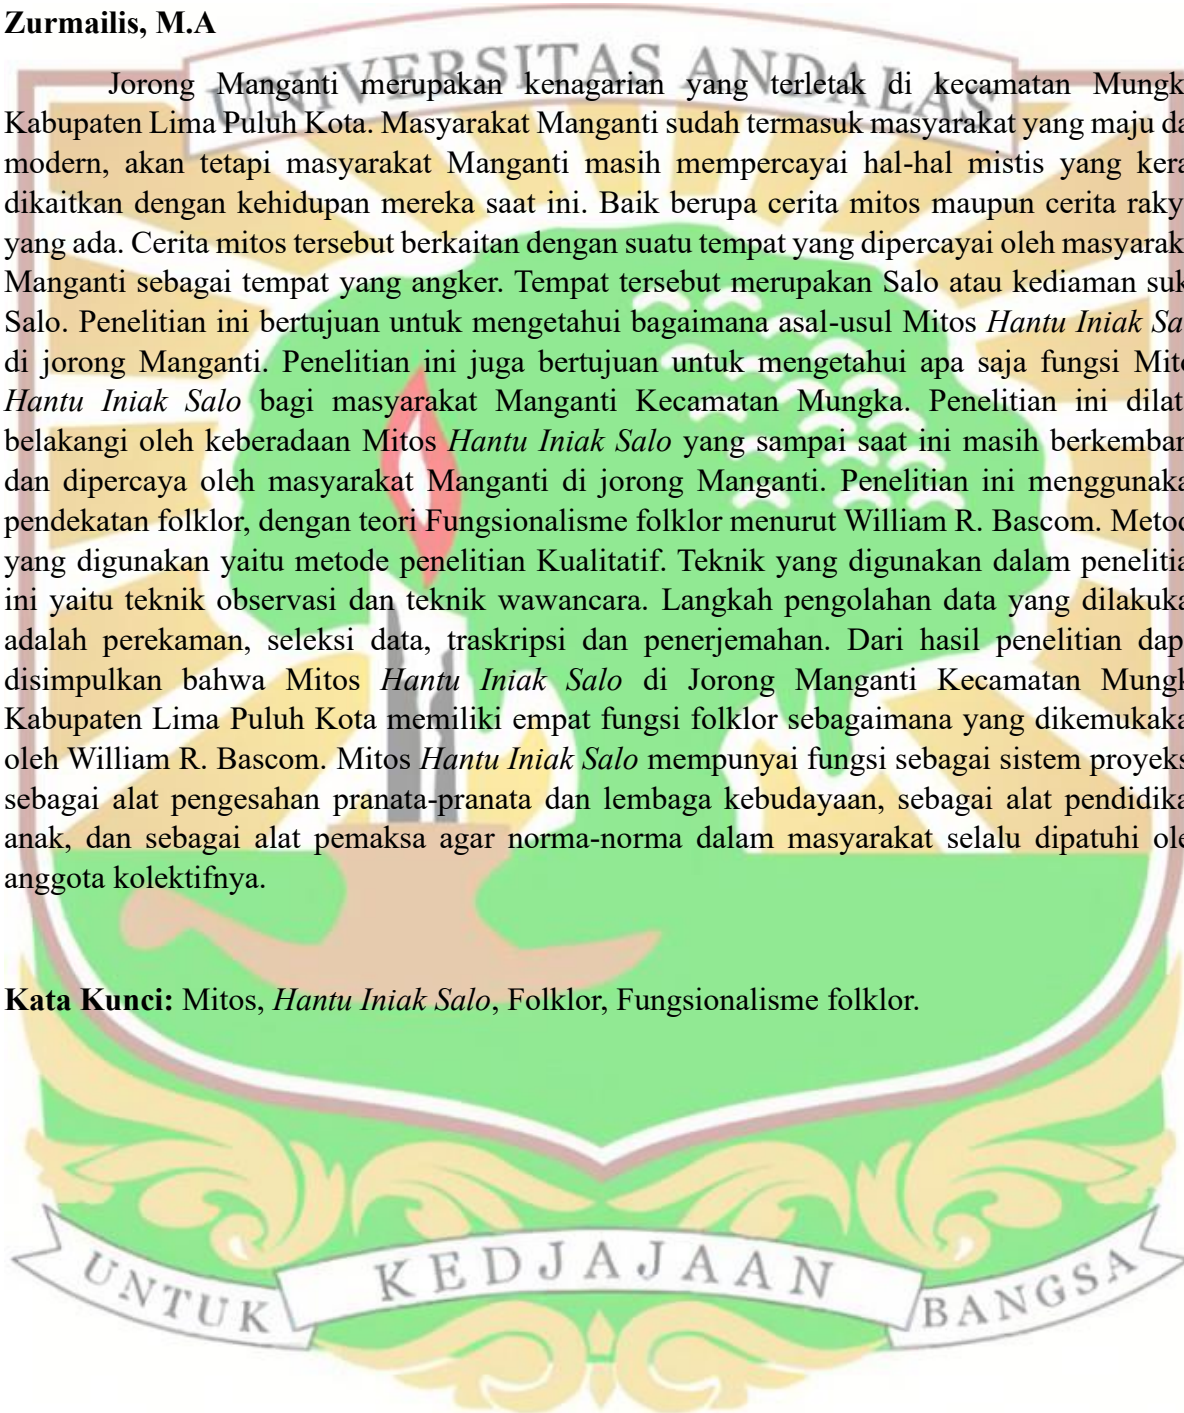 Zurmailis, M.A
UNIVERSITAS ANDALAS
Jorong Manganti merupakan kenagarian yang terletak di kecamatan Mungk
Kabupaten Lima Puluh Kota. Masyarakat Manganti sudah termasuk masyarakat yang maju da
modern, akan tetapi masyarakat Manganti masih mempercayai hal-hal mistis yang kera
dikaitkan dengan kehidupan mereka saat ini. Baik berupa cerita mitos maupun cerita raky
yang ada. Cerita mitos tersebut berkaitan dengan suatu tempat yang dipercayai oleh masyarak
Manganti sebagai tempat yang angker. Tempat tersebut merupakan Salo atau kediaman suk
Salo. Penelitian ini bertujuan untuk mengetahui bagaimana asal-usul Mitos Hantu Iniak Sa
di jorong Manganti. Penelitian ini juga bertujuan untuk mengetahui apa saja fungsi Mito
Hantu Iniak Salo bagi masyarakat Manganti Kecamatan Mungka. Penelitian ini dilat
belakangi oleh keberadaan Mitos Hantu Iniak Salo yang sampai saat ini masih berkemban
dan dipercaya oleh masyarakat Manganti di jorong Manganti. Penelitian ini menggunaka
pendekatan folklor, dengan teori Fungsionalisme folklor menurut William R. Bascom. Metod
yang digunakan yaitu metode penelitian Kualitatif. Teknik yang digunakan dalam penelitia
ini yaitu teknik observasi dan teknik wawancara. Langkah pengolahan data yang dilakuka
adalah perekaman, seleksi data, traskripsi dan penerjemahan. Dari hasil penelitian dap
disimpulkan bahwa Mitos Hantu Iniak Salo di Jorong Manganti Kecamatan Mungk
Kabupaten Lima Puluh Kota memiliki empat fungsi folklor sebagaimana yang dikemukaka
oleh William R. Bascom. Mitos Hantu Iniak Salo mempunyai fungsi sebagai sistem proyeks
sebagai alat pengesahan pranata-pranata dan lembaga kebudayaan, sebagai alat pendidika
anak, dan sebagai alat pemaksa agar norma-norma dalam masyarakat selalu dipatuhi ole
anggota kolektifnya.
Kata Kunci: Mitos, Hantu Iniak Salo, Folklor, Fungsionalisme folklor.
UNTUK KEDJAJAAN BANGSA